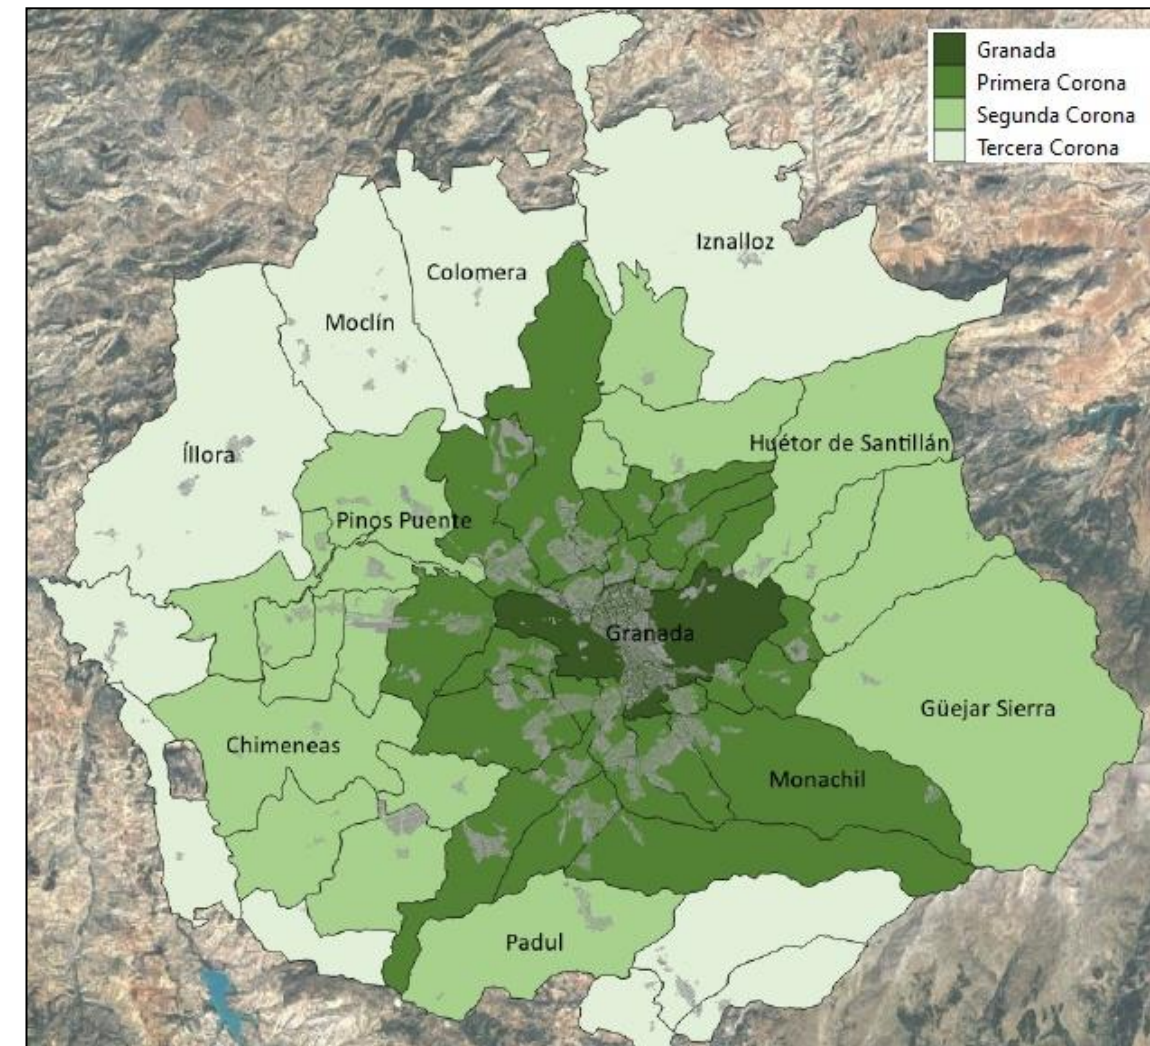 Granada
Primera Corona
Segunda Corona
Tercera Corona
Iznalloz
Colomera
Moclín
Huétor de Santillán
Íllora
Pinos Puente
Granada
Güejar Sierra
Chimeneas
Monachil
Padul